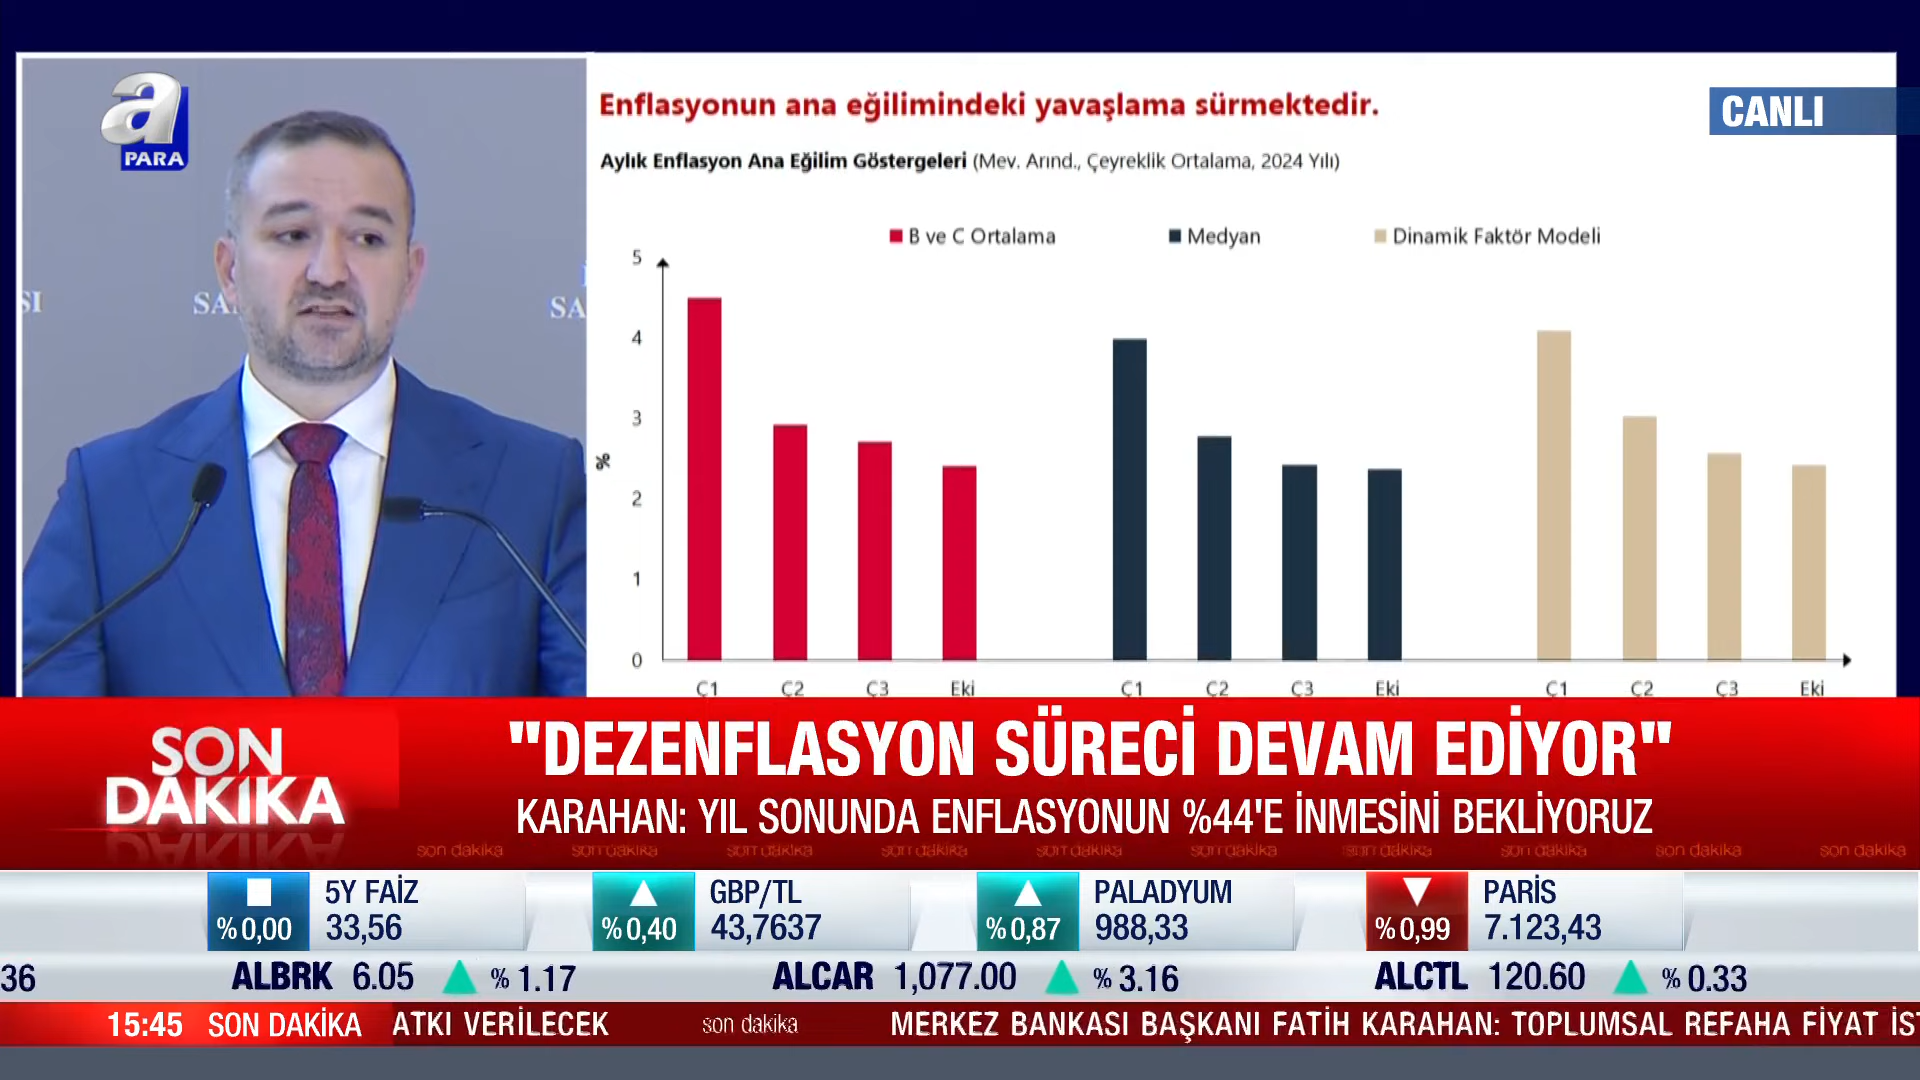 a
PARA
SI
SA
SA
CANLI
Enflasyonun ana eğilimindeki yavaşlama sürmektedir.
Aylık Enflasyon Ana Eğilim Göstergeleri (Mev. Arınd., Çeyreklik Ortalama, 2024 Yılı)
B ve C Ortalama Medyan Dinamik Faktör Modeli
5
4
3
%
2
1
0
Ç1 Ç2 Ç3 Eki Ç1 Ç2 Ç3 Eki Ç1 Ç2 Ç3 Eki
SON
DAKİKA
"DEZENFLASYON SÜRECİ DEVAM EDİYOR"
KARAHAN: YIL SONUNDA ENFLASYONUN %44'E İNMESİNİ BEKLİYORUZ
son dakika son dakika son dakika son dakika son dakika son dakika son dakika son dakika son dakika son dakika
5Y FAİZ GBP/TL PALADYUM PARİS
%0,00 33,56 %0,40 43,7637 %0,87 988,33 %0,99 7.123,43
36 ALBRK 6.05 % 1.17 ALCAR 1,077.00 % 3.16 ALCTL 120.60 % 0.33
15:45 SON DAKİKA ATKI VERİLECEK son dakika MERKEZ BANKASI BAŞKANI FATİH KARAHAN: TOPLUMSAL REFAHA FİYAT İST